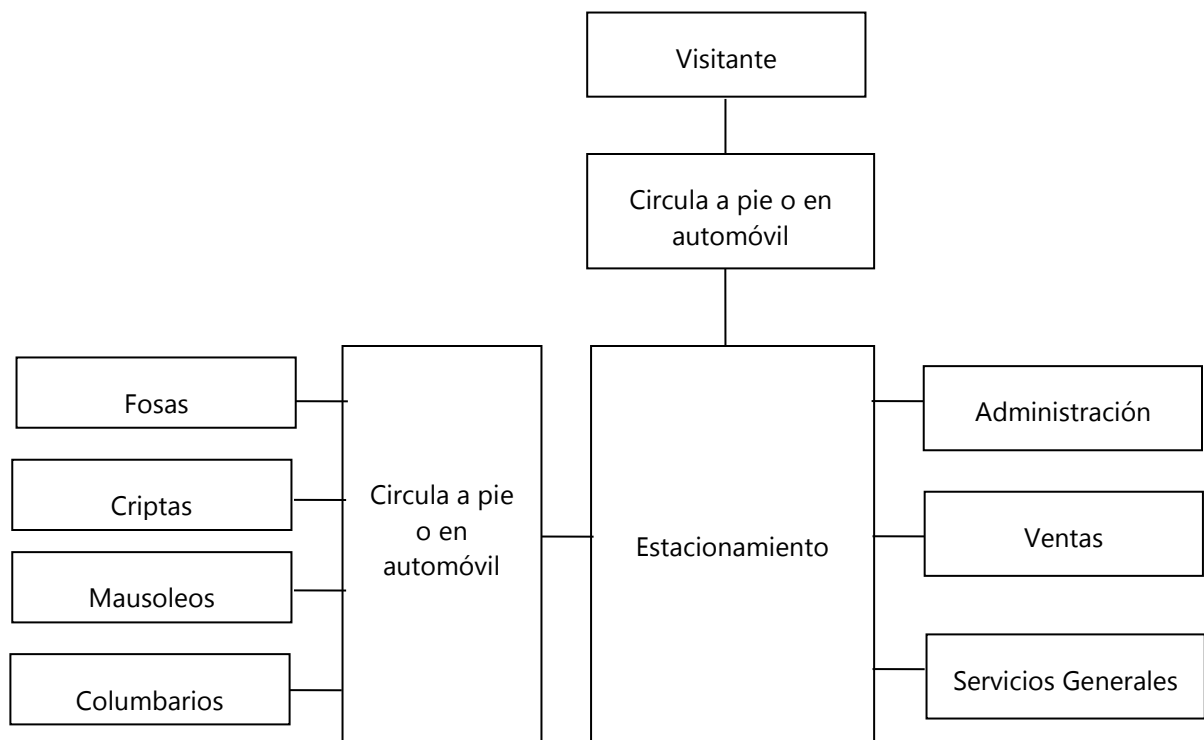 Visitante
Circula a pie o en
automóvil
Fosas
Criptas
Mausoleos
Columbarios
Circula a pie
o en
automóvil
Estacionamiento
Administración
Ventas
Servicios Generales